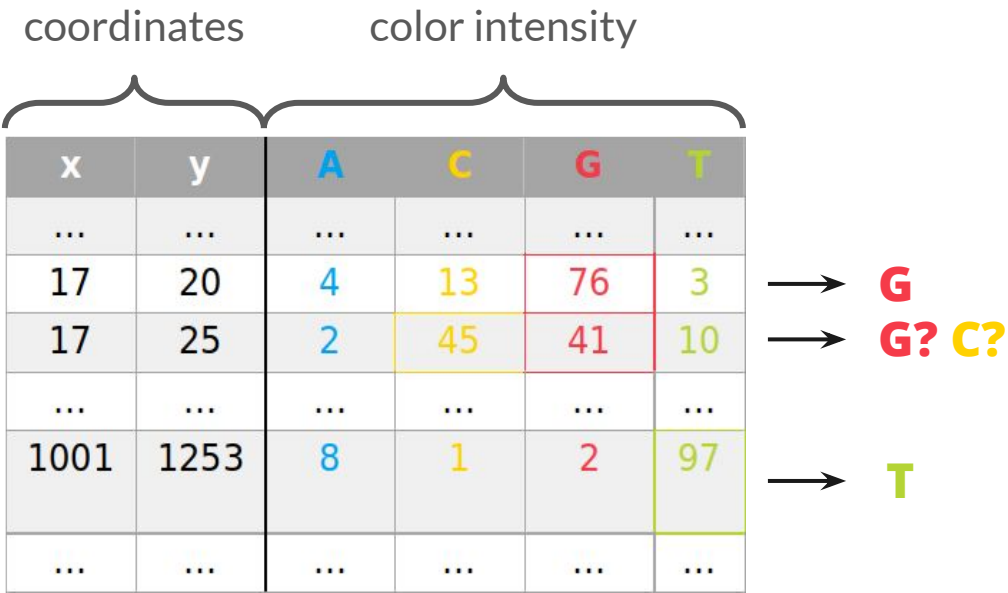 coordinates color intensity
x y A C G T
... ... ... ... ... ...
17 20 4 13 76 3 G
17 25 2 45 41 10 G? C?
... ... ... ... ... ...
1001 1253 8 1 2 97 T
... ... ... ... ... ...